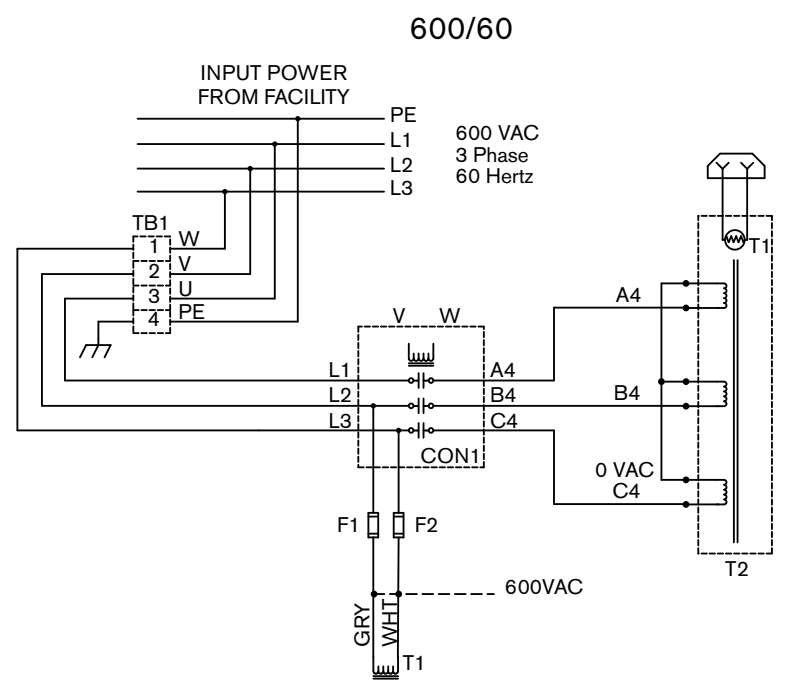 600/60
INPUT POWER
FROM FACILITY
PE
L1
L2
L3
600 VAC
3 Phase
60 Hertz
TB1
1 W
2 V
3 U
4 PE
V W
L1 A4
L2 B4
L3 C4
CON1
A4
B4
0 VAC
C4
T1
T2
F1 F2
600VAC
GRY
WHT
T1